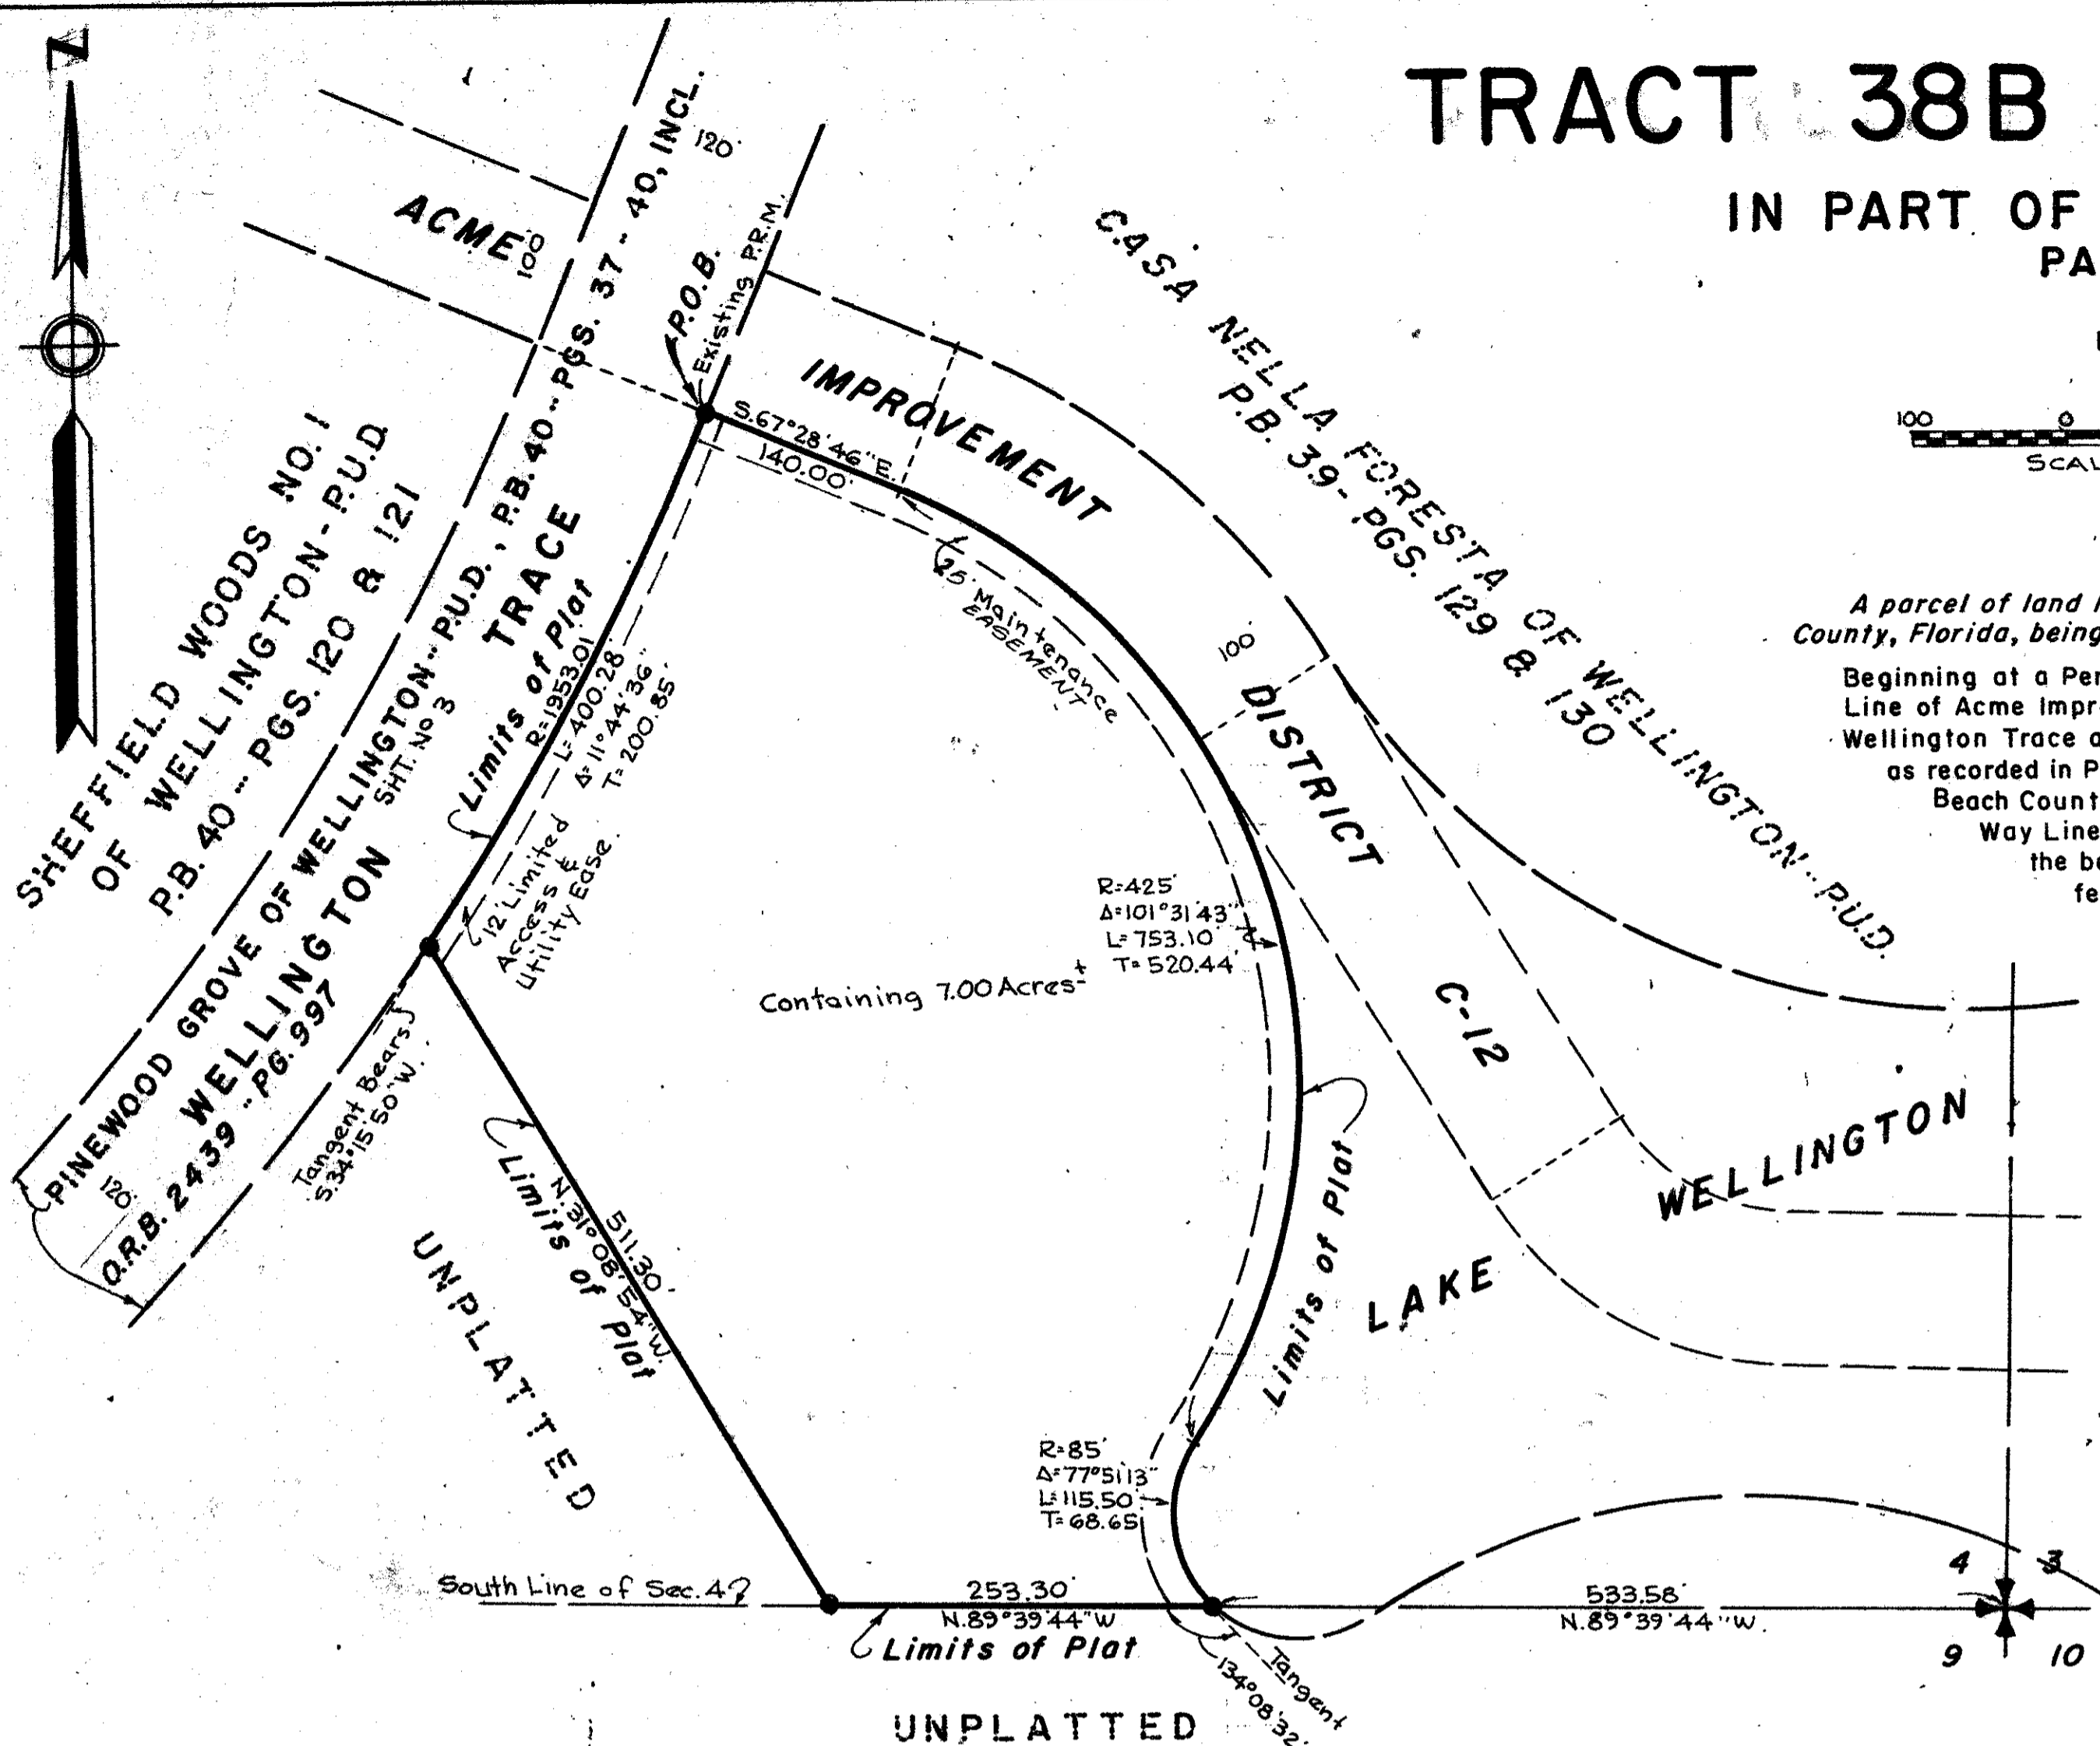 N
TRACT 38B
IN PART OF
PA
100 0
SCAL
A parcel of land l
County, Florida, being
Beginning at a Per
Line of Acme Impr
Wellington Trace a
as recorded in P
Beach Count
Way Line
the be
fe
ACME
100'
120'
P.O.B.
Existing P.R.M.
S.67°28'46"E.
140.00'
IMPROVEMENT
DISTRICT
C-12
100'
CASA NELLA FORESTA OF WELLINGTON--P.U.D.
P.B. 39-PGS. 129 & 130
SHEFFIELD WOODS NO. 1
OF WELLINGTON-P.U.D
P.B. 40-- PGS. 120 & 121
PINEWOOD GROVE OF WELLINGTON--P.U.D., P.B. 40--PGS. 37-40, INCL.
SHT. Nº 3
WELLINGTON TRACE
O.R.B. 2439--PG. 997
120'
Limits of Plat
R=1953.01'
L=400.28'
Δ=11°44'36"
T=200.85'
12' Limited
Access &
Utility Ease.
25' Maintenance
EASEMENT
Tangent Bears
S.34°15'50"W.
R=425'
Δ=101°31'43"
L=753.10'
T=520.44'
Containing 7.00 Acres±
Limits of Plat
LAKE WELLINGTON
511.30'
N.31°08'54"W.
Limits of Plat
UNPLATTED
R=85'
Δ=77°51'13"
L=115.50'
T=68.65'
South Line of Sec. 4
253.30'
N.89°39'44"W
Limits of Plat
533.58'
N.89°39'44"W.
4 3
9 10
Tangent
134°08'32"
UNPLATTED